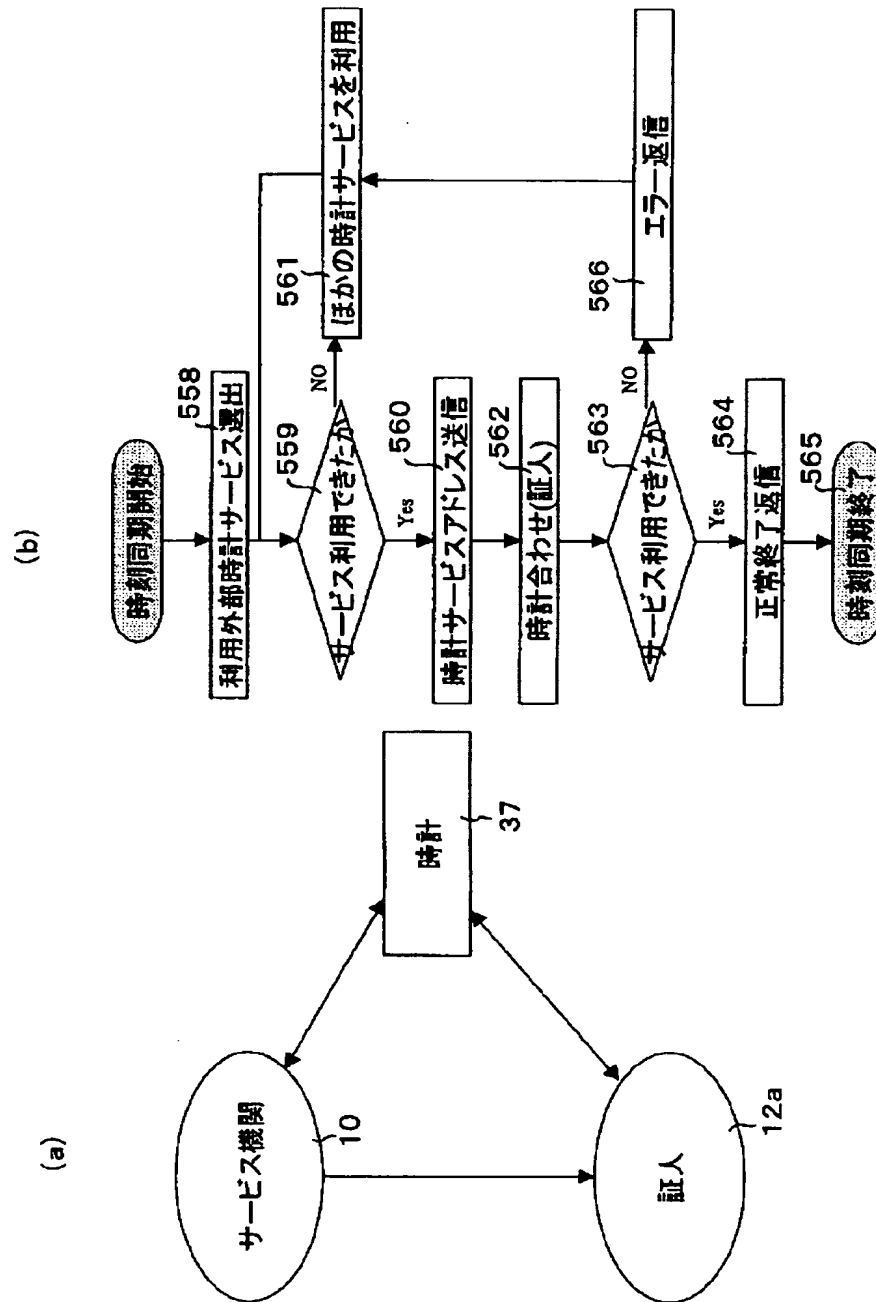 (a)
サービス機関
10
時計
37
証人
12a
(b)
時刻同期開始
利用外部時計サービス選出
558
サービス利用できたか
559
NO
ほかの時計サービスを利用
561
Yes
時計サービスアドレス送信
560
時計合わせ(証人)
562
サービス利用できたか
563
NO
エラー返信
566
Yes
正常終了返信
564
時刻同期終了
565